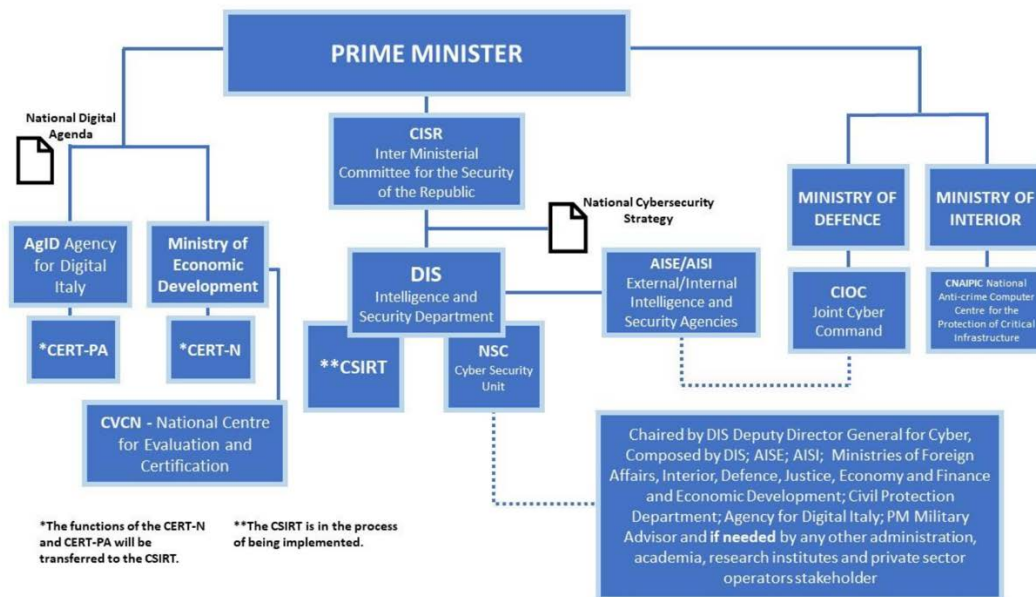 PRIME MINISTER
National Digital
Agenda
CISR
Inter Ministerial
Committee for the Security
of the Republic
National Cybersecurity
Strategy
MINISTRY OF
DEFENCE
MINISTRY OF
INTERIOR
AgID Agency
for Digital
Italy
Ministry of
Economic
Development
DIS
Intelligence and
Security Department
AISE/AISI
External/Internal
Intelligence and
Security Agencies
CIOC
Joint Cyber
Command
CNAIPIC National
Anti-crime Computer
Centre for the
Protection of Critical
Infrastructure
*CERT-PA
*CERT-N
**CSIRT
NSC
Cyber Security
Unit
CVCN - National Centre
for Evaluation and
Certification
Chaired by DIS Deputy Director General for Cyber,
Composed by DIS; AISE; AISI; Ministries of Foreign
Affairs, Interior, Defence, Justice, Economy and Finance
and Economic Development; Civil Protection
Department; Agency for Digital Italy; PM Military
Advisor and if needed by any other administration,
academia, research institutes and private sector
operators stakeholder
*The functions of the CERT-N
and CERT-PA will be
transferred to the CSIRT.
**The CSIRT is in the process
of being implemented.